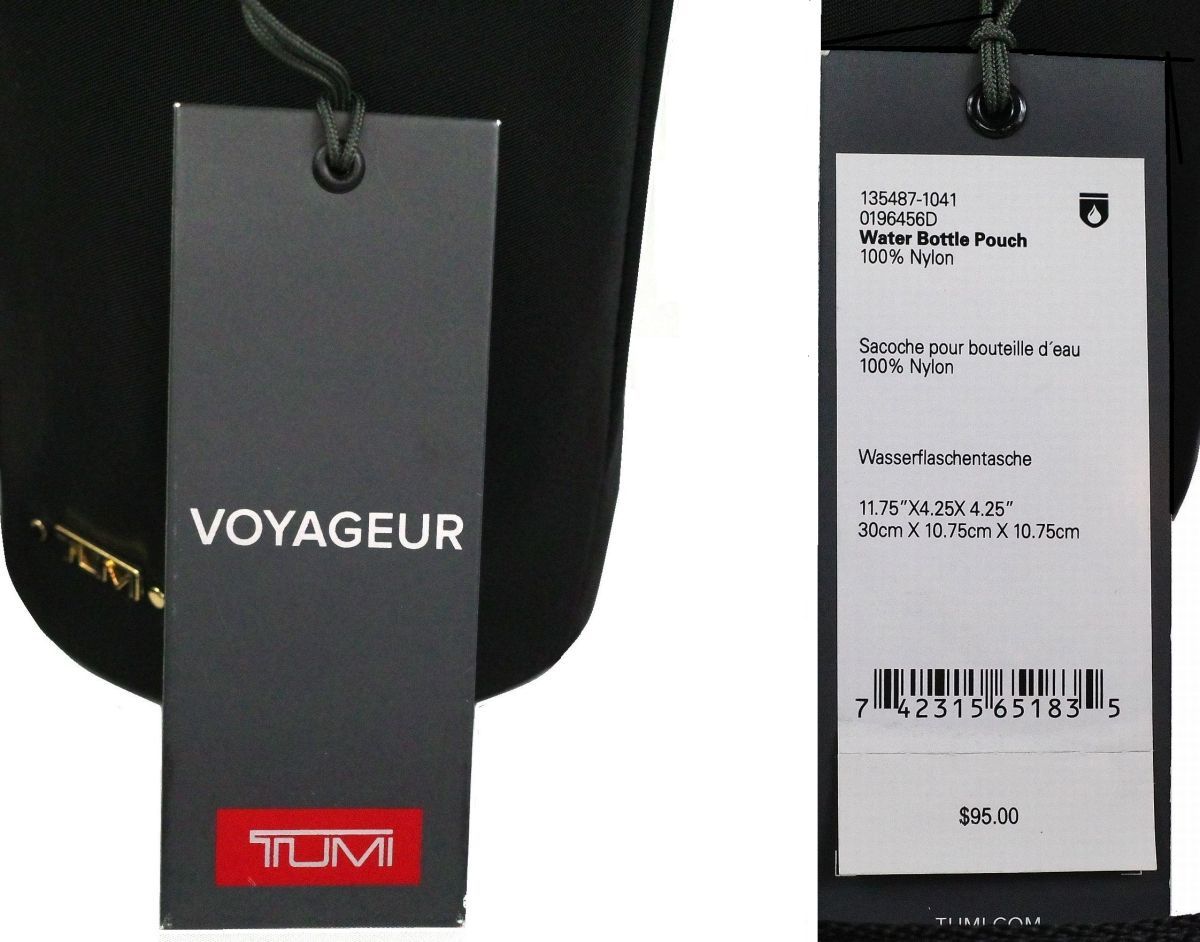 TUMI
VOYAGEUR
TUMI
135487-1041
0196456D
Water Bottle Pouch
100% Nylon
Sacoche pour bouteille d´eau
100% Nylon
Wasserflaschentasche
11.75”X4.25X 4.25”
30cm X 10.75cm X 10.75cm
7 42315 65183 5
$95.00
TUMI.COM